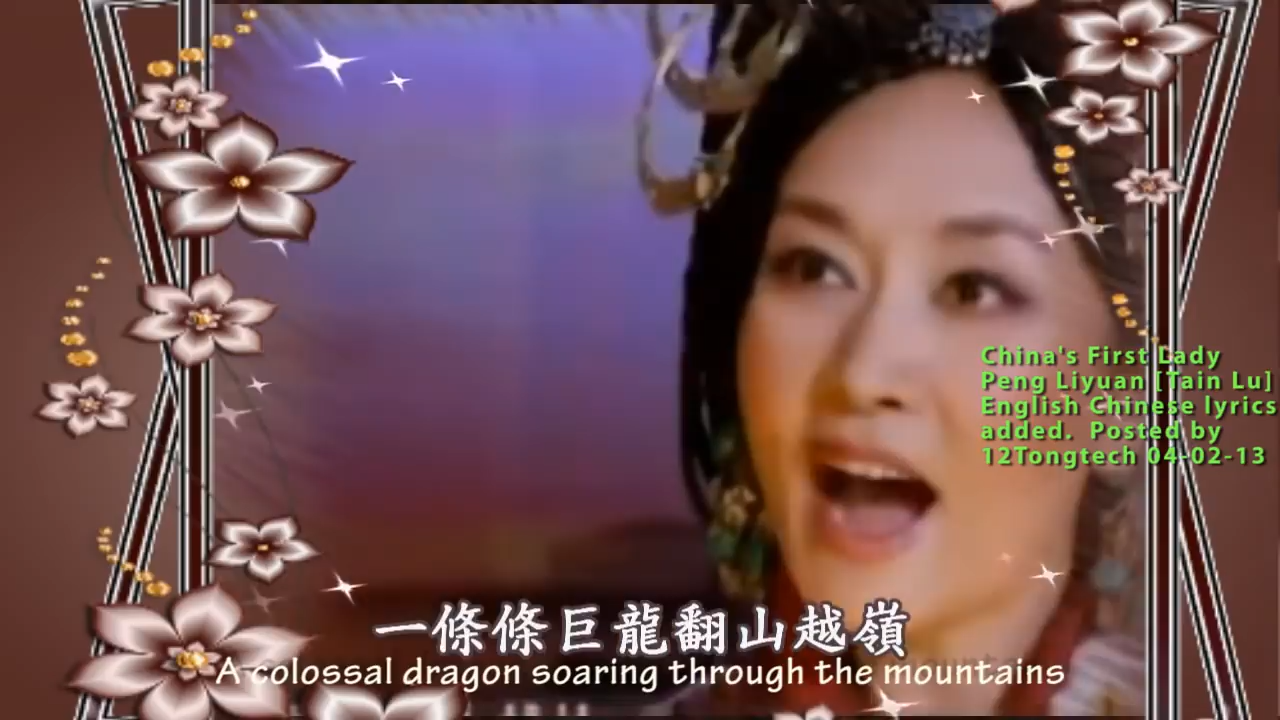 China's First Lady
Peng Liyuan [Tain Lu]
English Chinese lyrics
added. Posted by
12Tongtech 04-02-13
一條條巨龍翻山越嶺
A colossal dragon soaring through the mountains